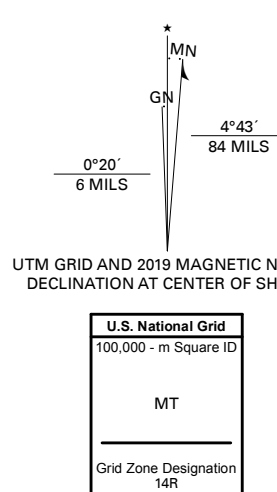 ★
MN
GN
4°43´
84 MILS
0°20´
6 MILS
UTM GRID AND 2019 MAGNETIC N
DECLINATION AT CENTER OF SH
U.S. National Grid
100,000 - m Square ID
MT
Grid Zone Designation
14R